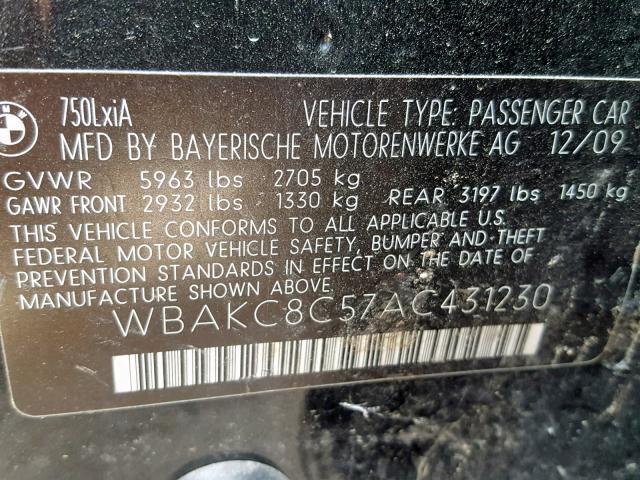 BMW
750LxiA VEHICLE TYPE: PASSENGER CAR
MFD BY BAYERISCHE MOTORENWERKE AG 12/09
GVWR 5963 lbs 2705 kg
GAWR FRONT 2932 lbs 1330 kg REAR 3197 lbs 1450 kg
THIS VEHICLE CONFORMS TO ALL APPLICABLE U.S.
FEDERAL MOTOR VEHICLE SAFETY, BUMPER AND THEFT
PREVENTION STANDARDS IN EFFECT ON THE DATE OF
MANUFACTURE SHOWN ABOVE.
WBAKC8C57AC431230